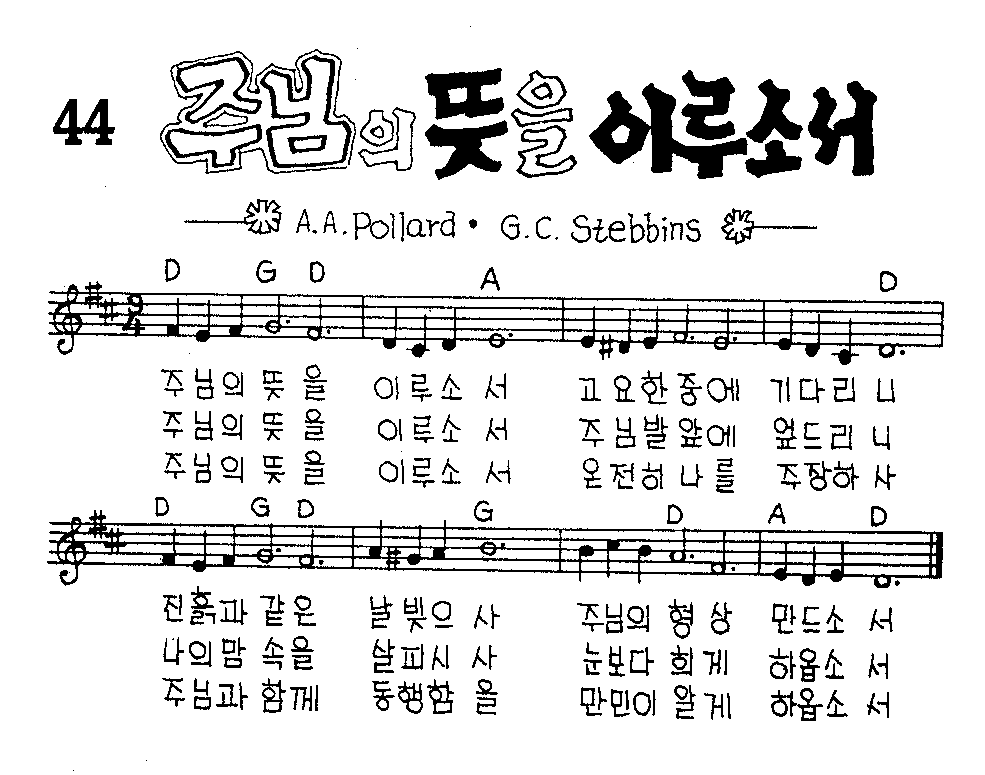 44 주님의 뜻을 이루소서
A.A.Pollard · G.C. Stebbins
D G D A D
9
4
주님의 뜻을 이루소서 고요한중에 기다리니
주님의 뜻을 이루소서 주님발앞에 엎드리니
주님의 뜻을 이루소서 온전히나를 주장하사
D G D G D A D
진흙과 같은 날빚으사 주님의 형상 만드소서
나의맘 속을 살피시사 눈보다 희게 하옵소서
주님과 함께 동행함을 만민이 알게 하옵소서